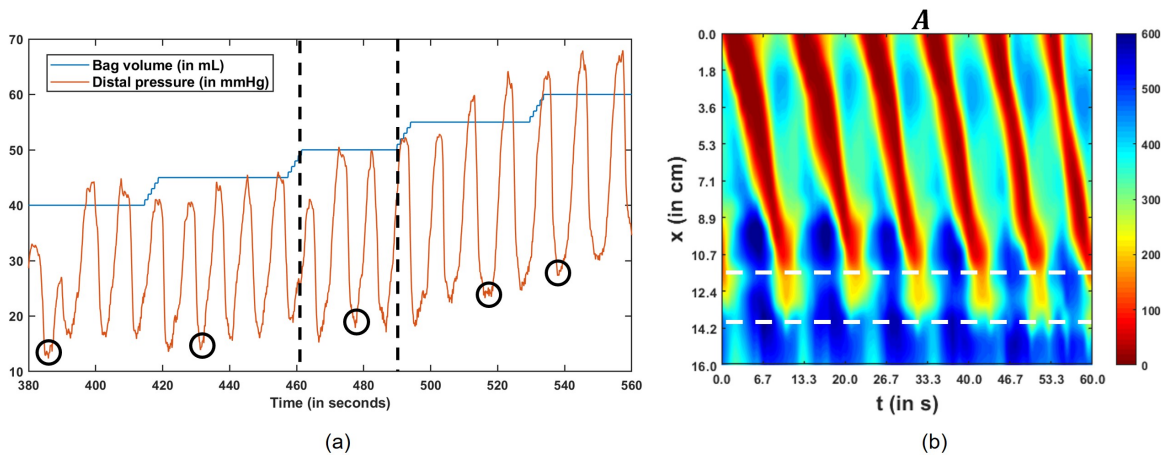 70
60
50
40
30
20
10
Bag volume (in mL)
Distal pressure (in mmHg)
380 400 420 440 460 480 500 520 540 560
Time (in seconds)
(a)
A
0.0
1.8
3.6
5.3
7.1
8.9
10.7
12.4
14.2
16.0
x (in cm)
0.0 6.7 13.3 20.0 26.7 33.3 40.0 46.7 53.3 60.0
t (in s)
600
500
400
300
200
100
0
(b)